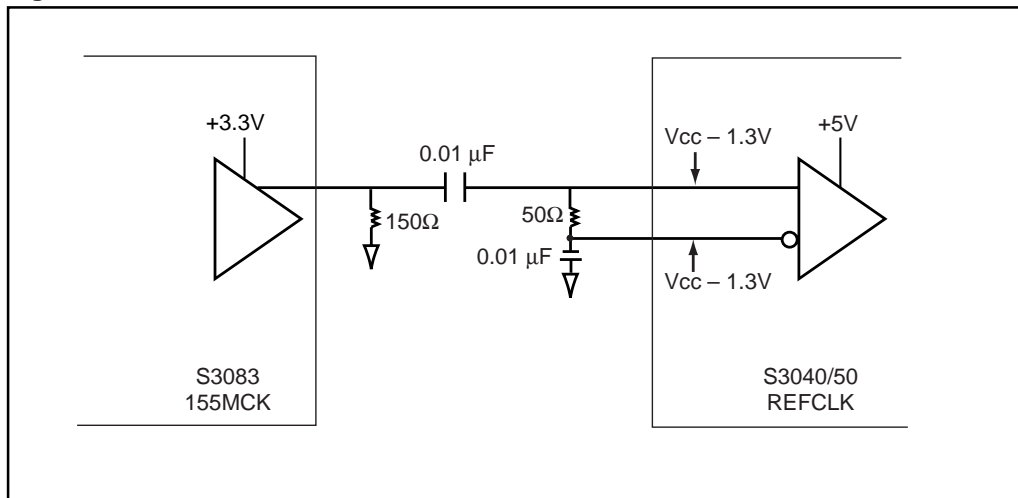 +3.3V
0.01 μF
150Ω
S3083
155MCK
50Ω
0.01 μF
Vcc – 1.3V
+5V
Vcc – 1.3V
S3040/50
REFCLK